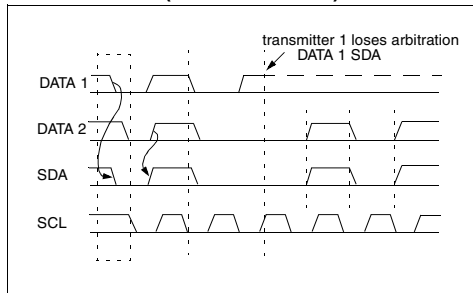 transmitter 1 loses arbitration
DATA 1 SDA
DATA 1
DATA 2
SDA
SCL